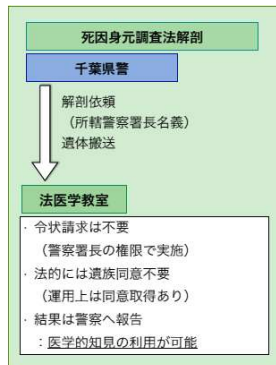 死因身元調査法解剖
千葉県警
解剖依頼
（所轄警察署長名義）
遺体搬送
法医学教室
· 令状請求は不要
（警察署長の権限で実施）
· 法的には遺族同意不要
（運用上は同意取得あり）
· 結果は警察へ報告
：医学的知見の利用が可能